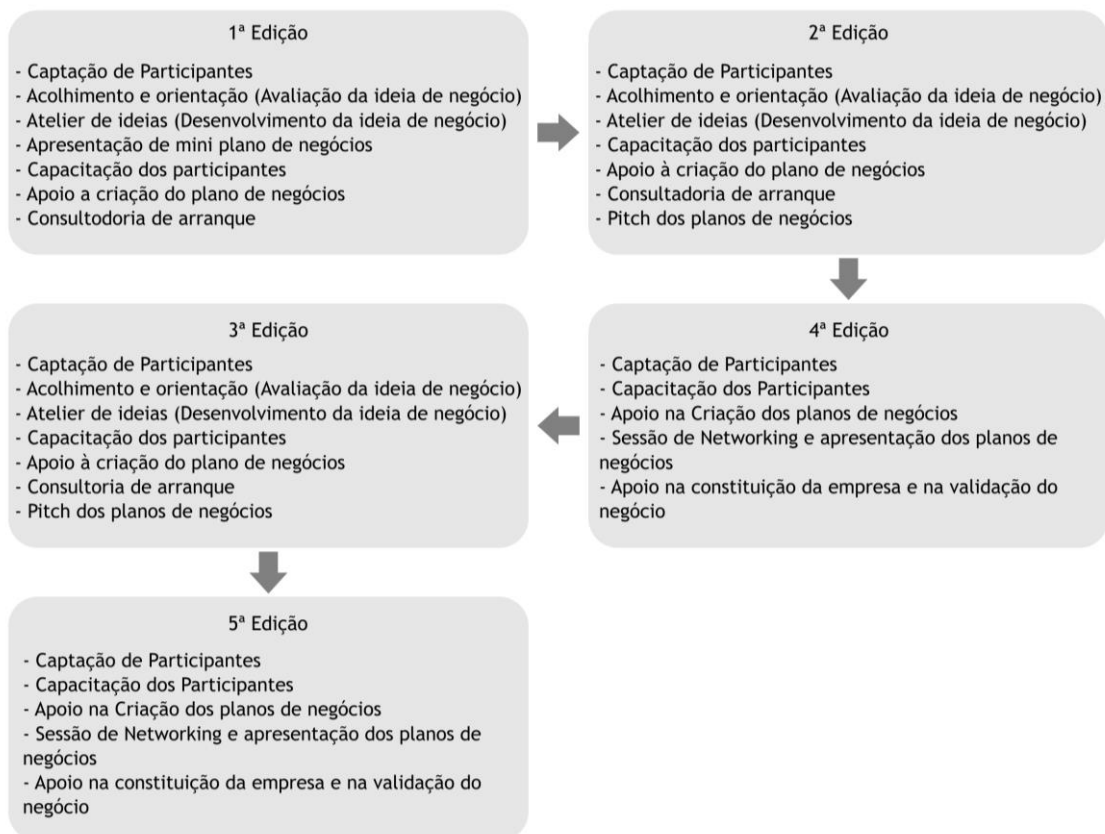 1ª Edição
- Captação de Participantes
- Acolhimento e orientação (Avaliação da ideia de negócio)
- Atelier de ideias (Desenvolvimento da ideia de negócio)
- Apresentação de mini plano de negócios
- Capacitação dos participantes
- Apoio a criação do plano de negócios
- Consultodoria de arranque
2ª Edição
- Captação de Participantes
- Acolhimento e orientação (Avaliação da ideia de negócio)
- Atelier de ideias (Desenvolvimento da ideia de negócio)
- Capacitação dos participantes
- Apoio à criação do plano de negócios
- Consultadoria de arranque
- Pitch dos planos de negócios
3ª Edição
- Captação de Participantes
- Acolhimento e orientação (Avaliação da ideia de negócio)
- Atelier de ideias (Desenvolvimento da ideia de negócio)
- Capacitação dos participantes
- Apoio à criação do plano de negócios
- Consultoria de arranque
- Pitch dos planos de negócios
4ª Edição
- Captação de Participantes
- Capacitação dos Participantes
- Apoio na Criação dos planos de negócios
- Sessão de Networking e apresentação dos planos de
negócios
- Apoio na constituição da empresa e na validação do
negócio
5ª Edição
- Captação de Participantes
- Capacitação dos Participantes
- Apoio na Criação dos planos de negócios
- Sessão de Networking e apresentação dos planos de
negócios
- Apoio na constituição da empresa e na validação do
negócio